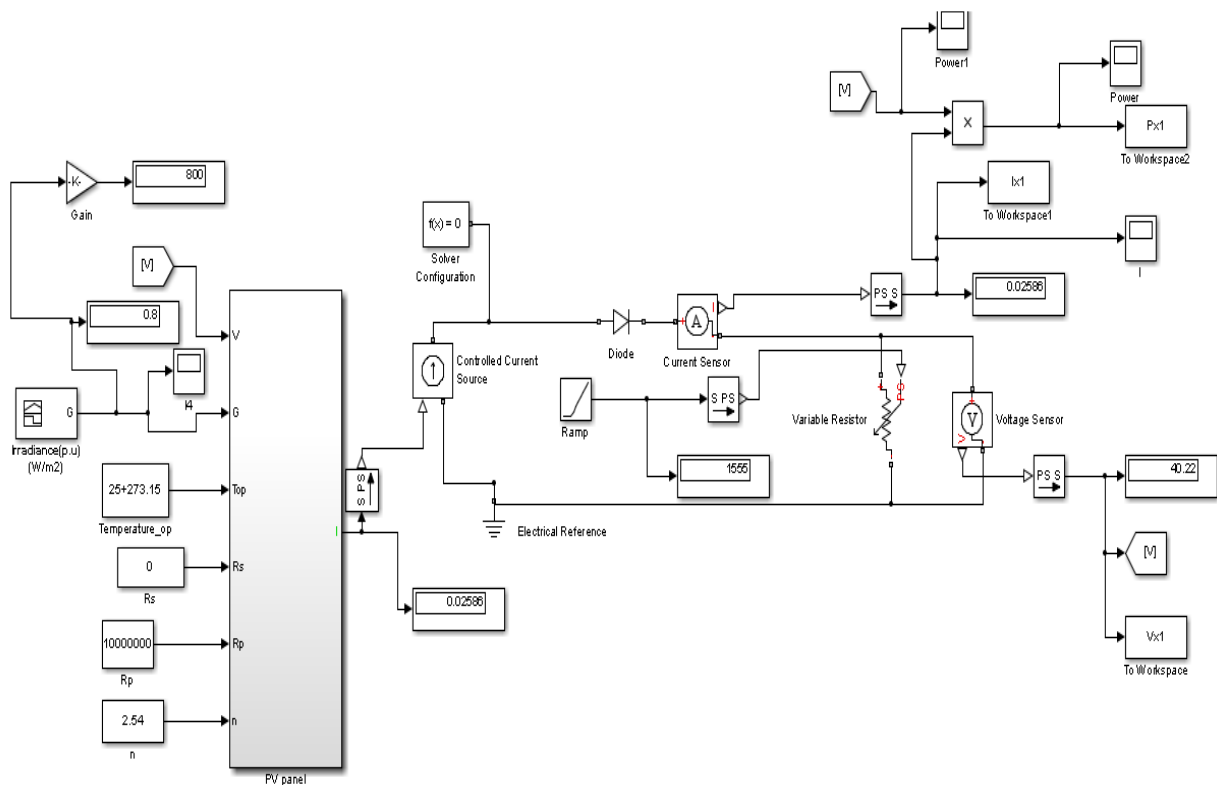 Power1
[V]
Power
X
Px1
To Workspace2
-K-
800
Gain
Ix1
To Workspace1
f(x) = 0
Solver
Configuration
[V]
I
0.8
V
PS S
0.02586
A
I
+
Diode
Current Sensor
Controlled Current
Source
I4
G
Irradiance(p.u)
(W/m2)
G
Ramp
S PS
PS
+
Variable Resistor
+
V
Voltage Sensor
V
1555
PS S
40.22
25+273.15
Top
Temperature_op
S PS
I
Electrical Reference
[V]
0
Rs
Rs
0.02586
10000000
Rp
Rp
Vx1
To Workspace
2.54
n
n
PV panel